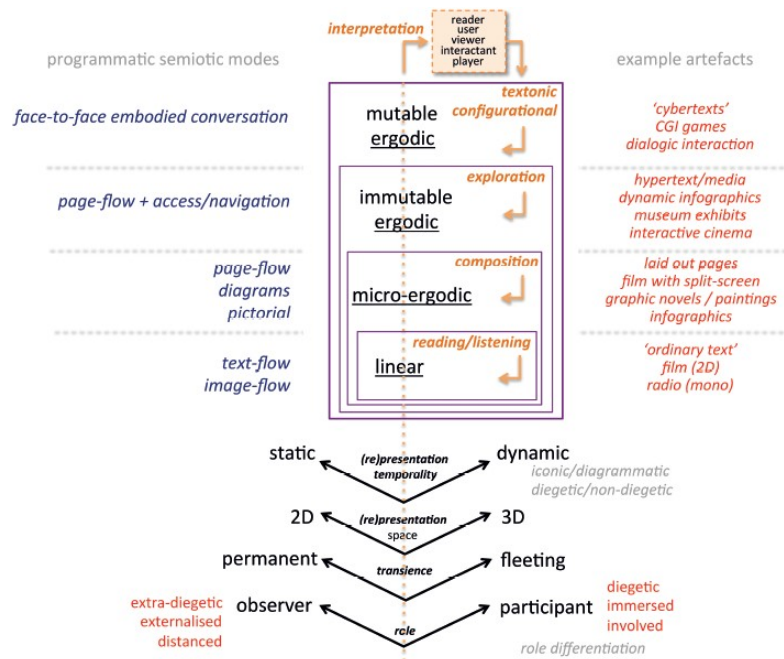 interpretation
reader
user
viewer
interactant
player
programmatic semiotic modes
example artefacts
face-to-face embodied conversation
mutable
ergodic
textonic
configurational
'cybertexts'
CGI games
dialogic interaction
page-flow + access/navigation
immutable
ergodic
exploration
hypertext/media
dynamic infographics
museum exhibits
interactive cinema
page-flow
diagrams
pictorial
composition
micro-ergodic
laid out pages
film with split-screen
graphic novels / paintings
infographics
text-flow
image-flow
reading/listening
linear
'ordinary text'
film (2D)
radio (mono)
static
(re)presentation
temporality
dynamic
iconic/diagrammatic
diegetic/non-diegetic
2D
(re)presentation
space
3D
permanent
transience
fleeting
extra-diegetic
externalised
distanced
observer
role
participant
diegetic
immersed
involved
role differentiation